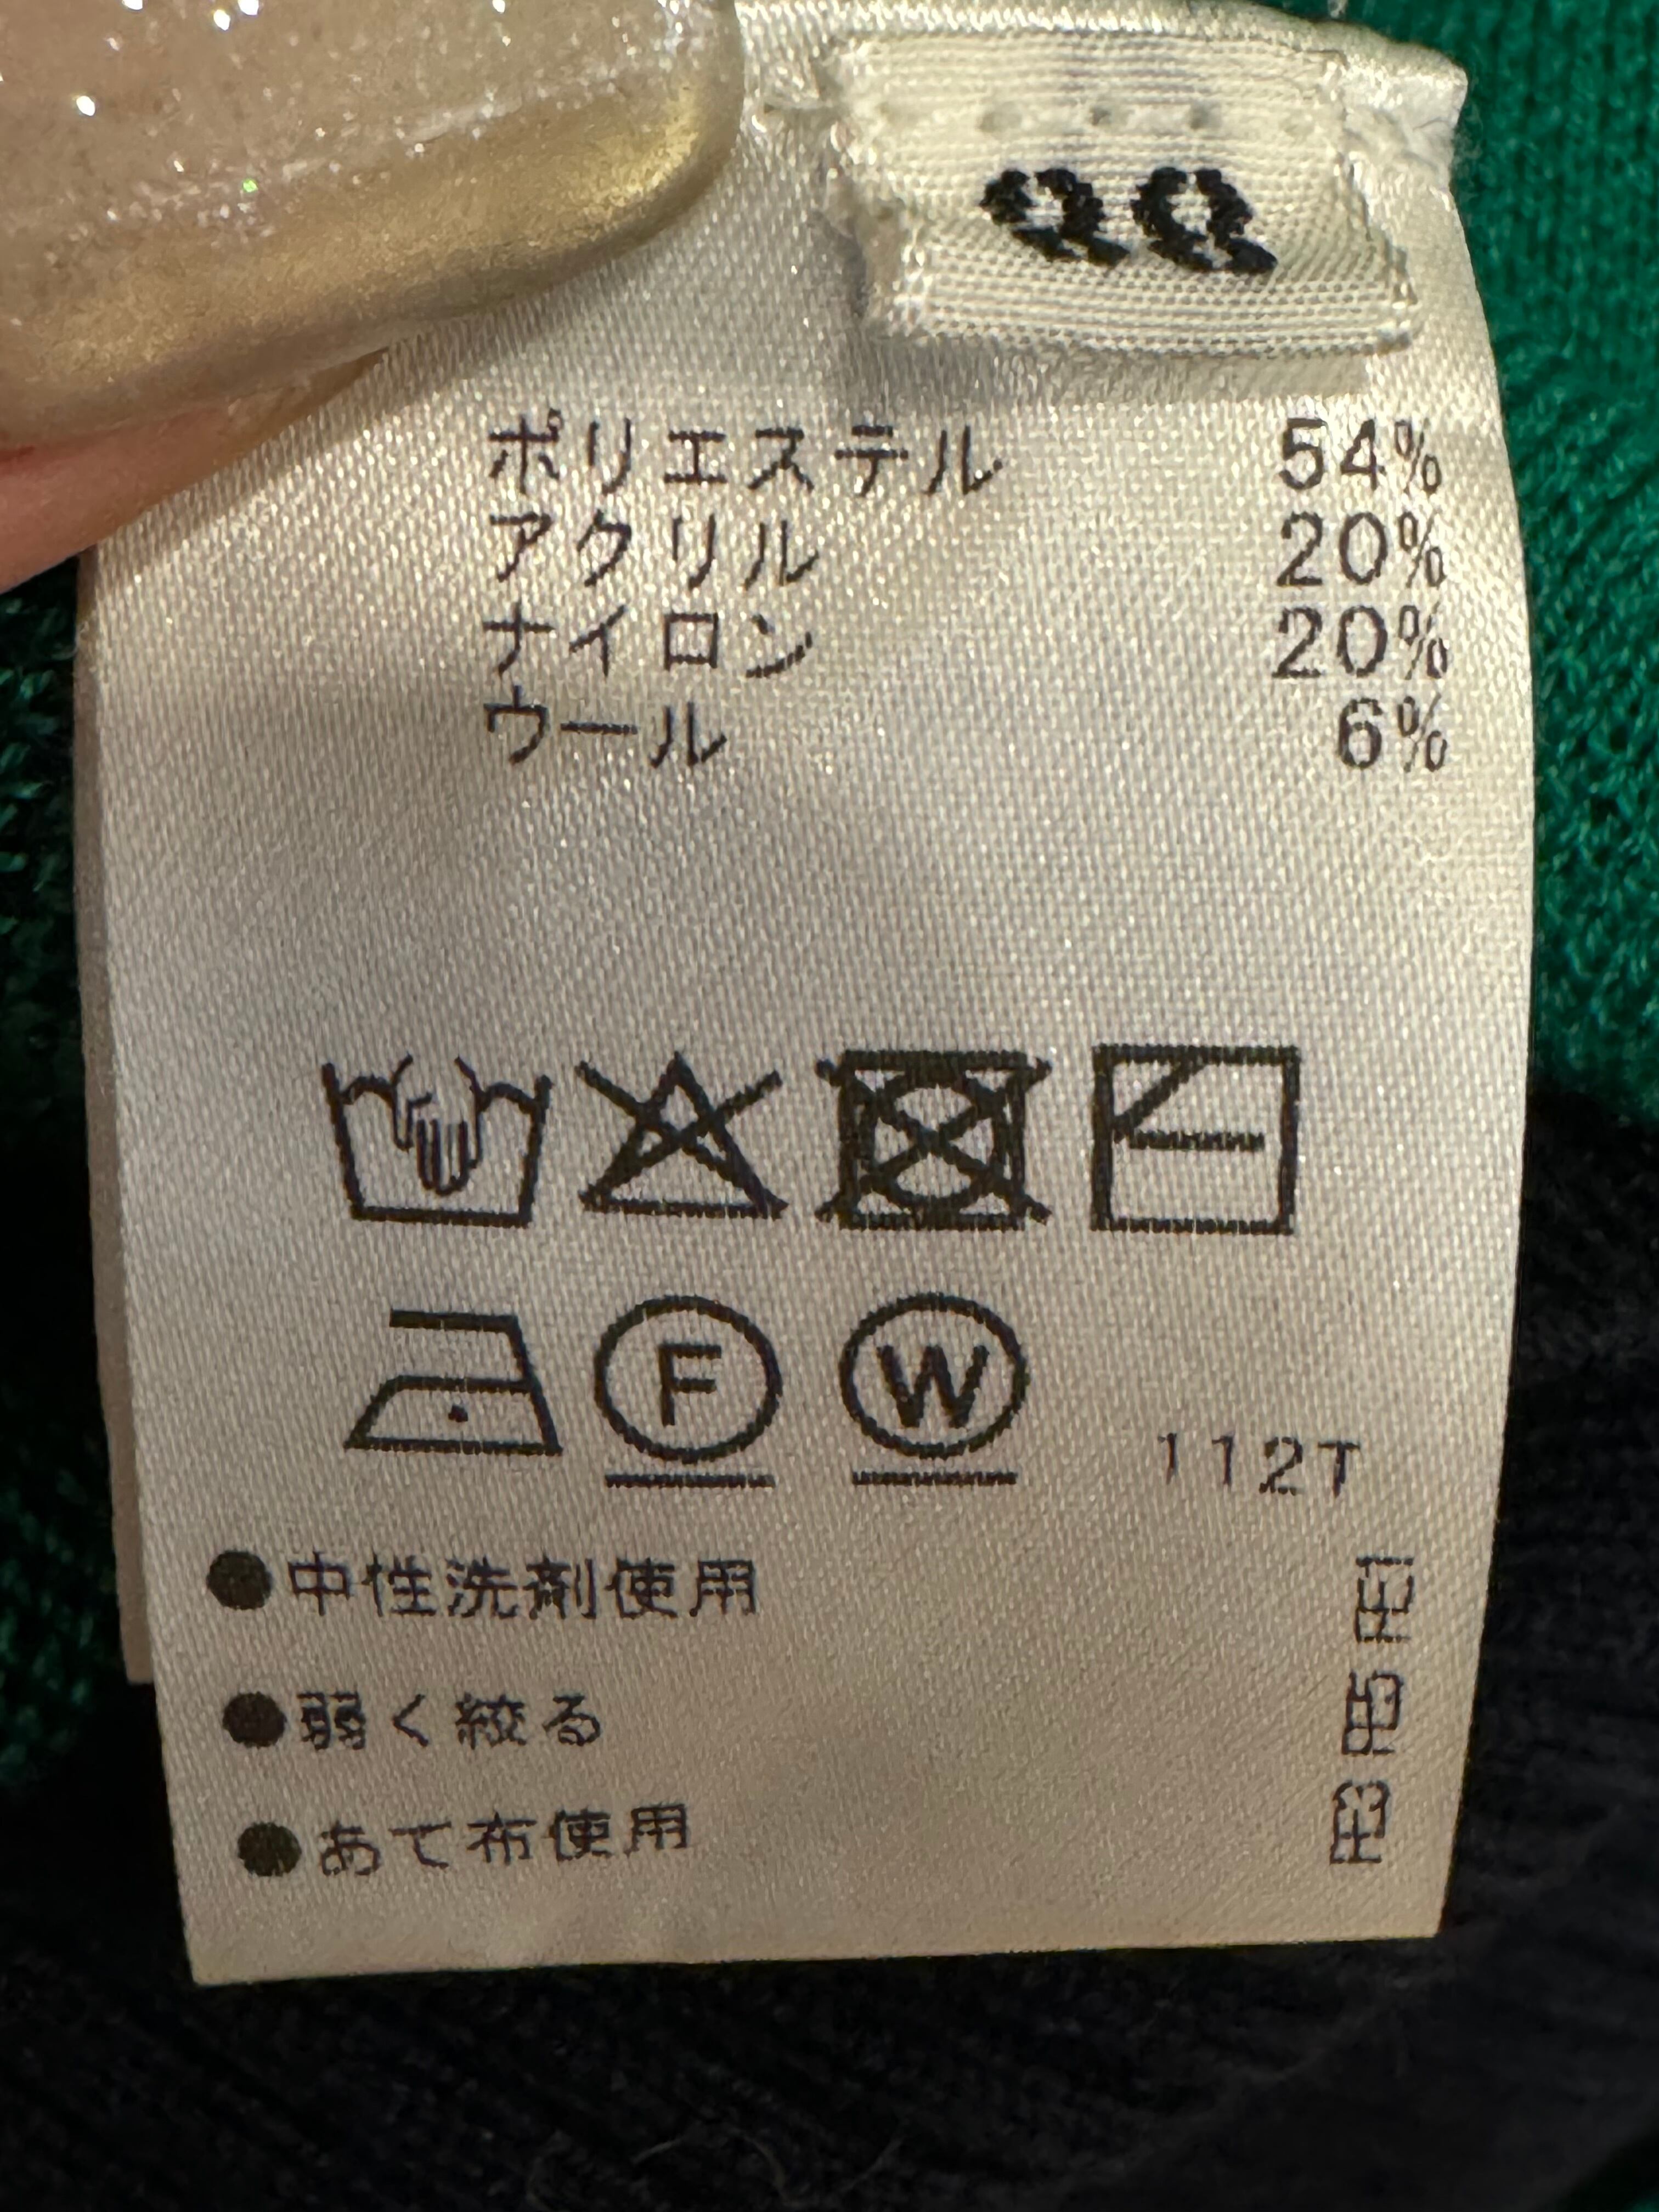 ポリエステル 54%
アクリル 20%
ナイロン 20%
ウール 6%
F W 112T
●中性洗剤使用
●弱く絞る
●あて布使用